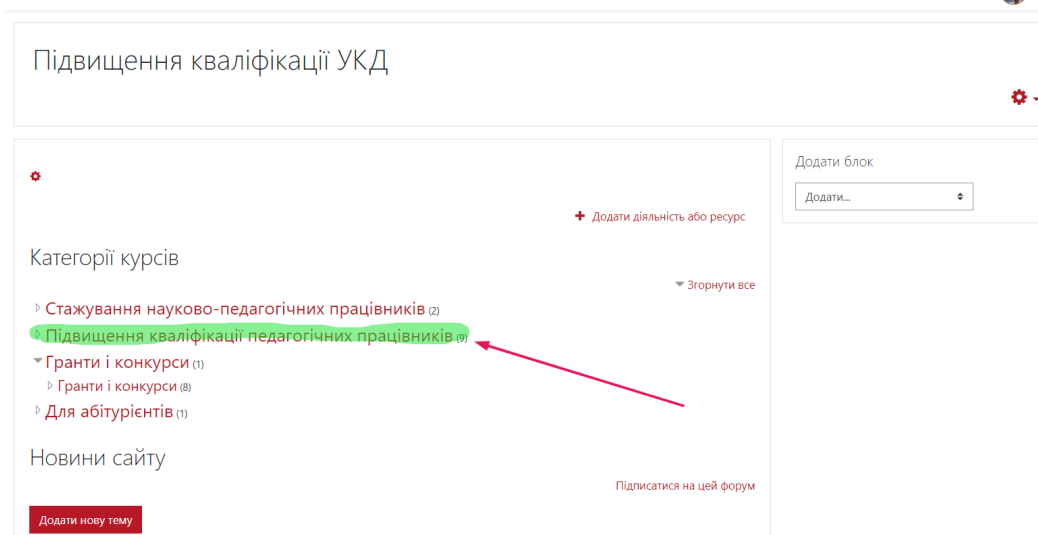 Підвищення кваліфікації УКД
Додати блок
Додати...
Додати діяльність або ресурс
Категорії курсів
Згорнути все
Стажування науково-педагогічних працівників (2)
Підвищення кваліфікації педагогічних працівників (9)
Гранти і конкурси (1)
Гранти і конкурси (8)
Для абітурієнтів (1)
Новини сайту
Підписатися на цей форум
Додати нову тему